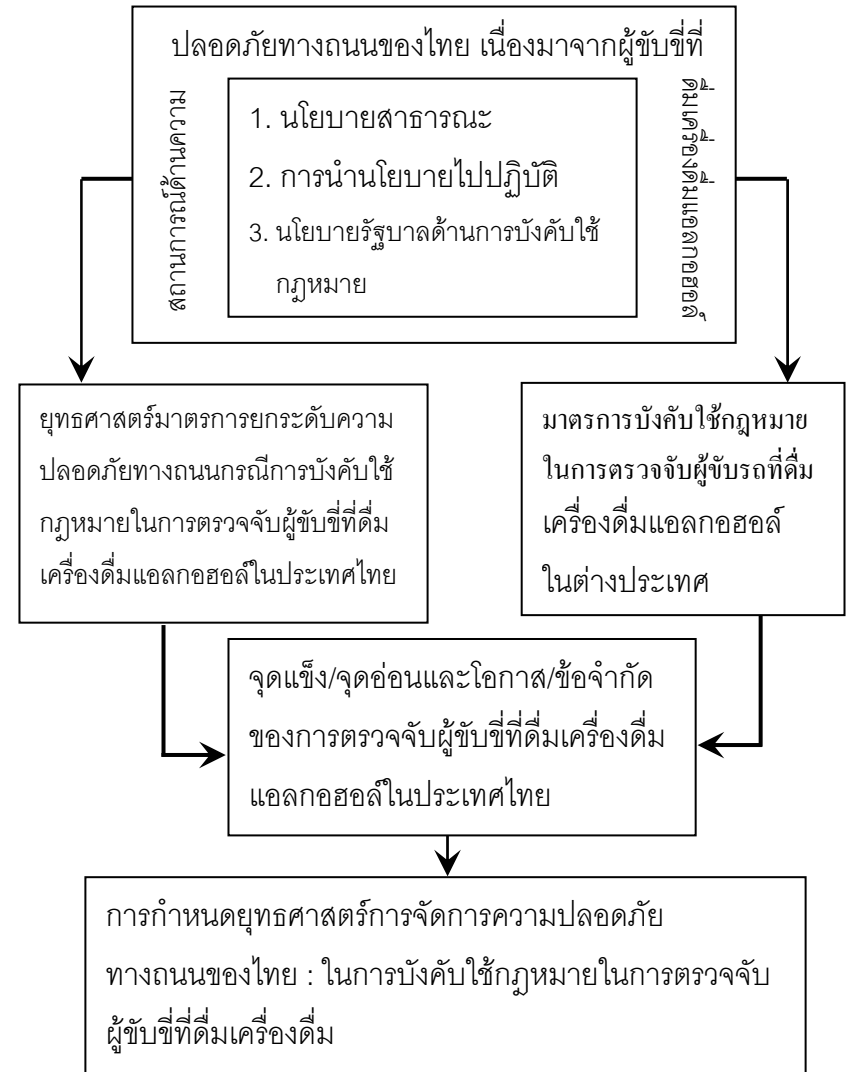 ปลอดภัยทางถนนของไทย เนื่องมาจากผู้ขับขี่ที่
สถานการณ์ด้านความ
1. นโยบายสาธารณะ
2. การนำนโยบายไปปฏิบัติ
3. นโยบายรัฐบาลด้านการบังคับใช้
กฎหมาย
ดื่มเครื่องดื่มแอลกอฮอล์
ยุทธศาสตร์มาตรการยกระดับความ
ปลอดภัยทางถนนกรณีการบังคับใช้
กฎหมายในการตรวจจับผู้ขับขี่ที่ดื่ม
เครื่องดื่มแอลกอฮอล์ในประเทศไทย
มาตรการบังคับใช้กฎหมาย
ในการตรวจจับผู้ขับรถที่ดื่ม
เครื่องดื่มแอลกอฮอล์
ในต่างประเทศ
จุดแข็ง/จุดอ่อนและโอกาส/ข้อจำกัด
ของการตรวจจับผู้ขับขี่ที่ดื่มเครื่องดื่ม
แอลกอฮอล์ในประเทศไทย
การกำหนดยุทธศาสตร์การจัดการความปลอดภัย
ทางถนนของไทย : ในการบังคับใช้กฎหมายในการตรวจจับ
ผู้ขับขี่ที่ดื่มเครื่องดื่ม